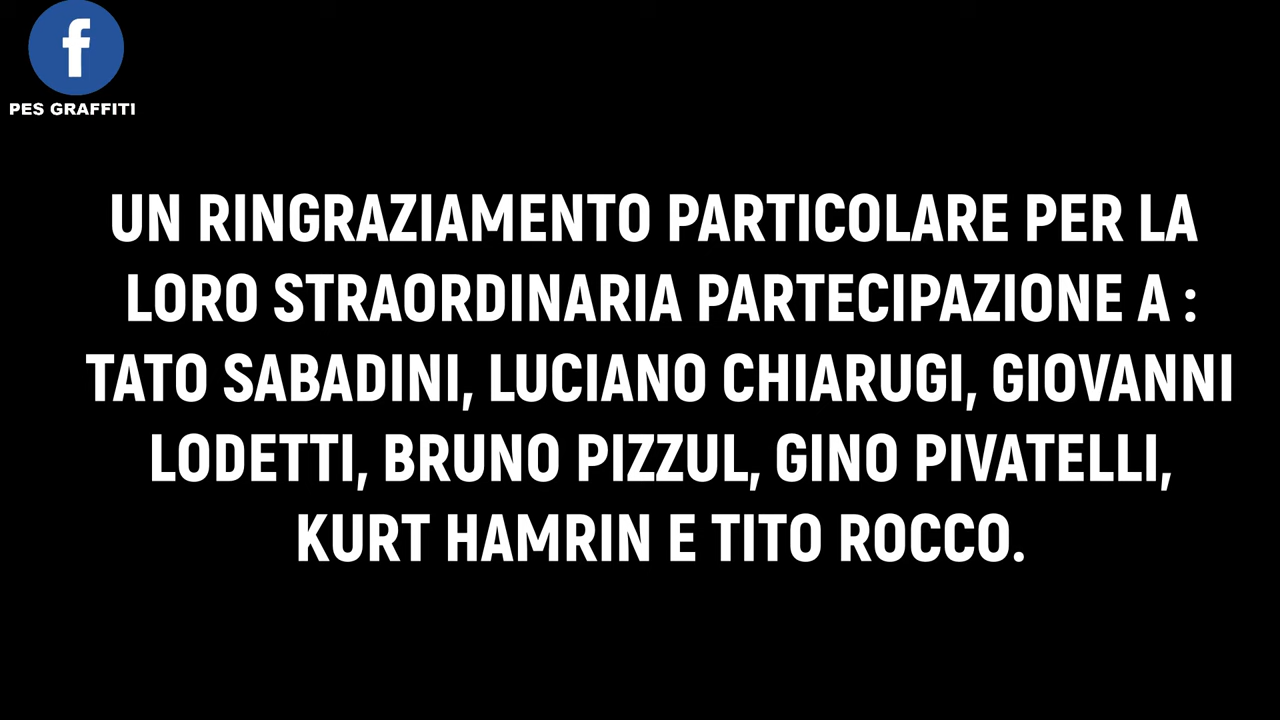 f
PES GRAFFITI
UN RINGRAZIAMENTO PARTICOLARE PER LA
LORO STRAORDINARIA PARTECIPAZIONE A :
TATO SABADINI, LUCIANO CHIARUGI, GIOVANNI
LODETTI, BRUNO PIZZUL, GINO PIVATELLI,
KURT HAMRIN E TITO ROCCO.